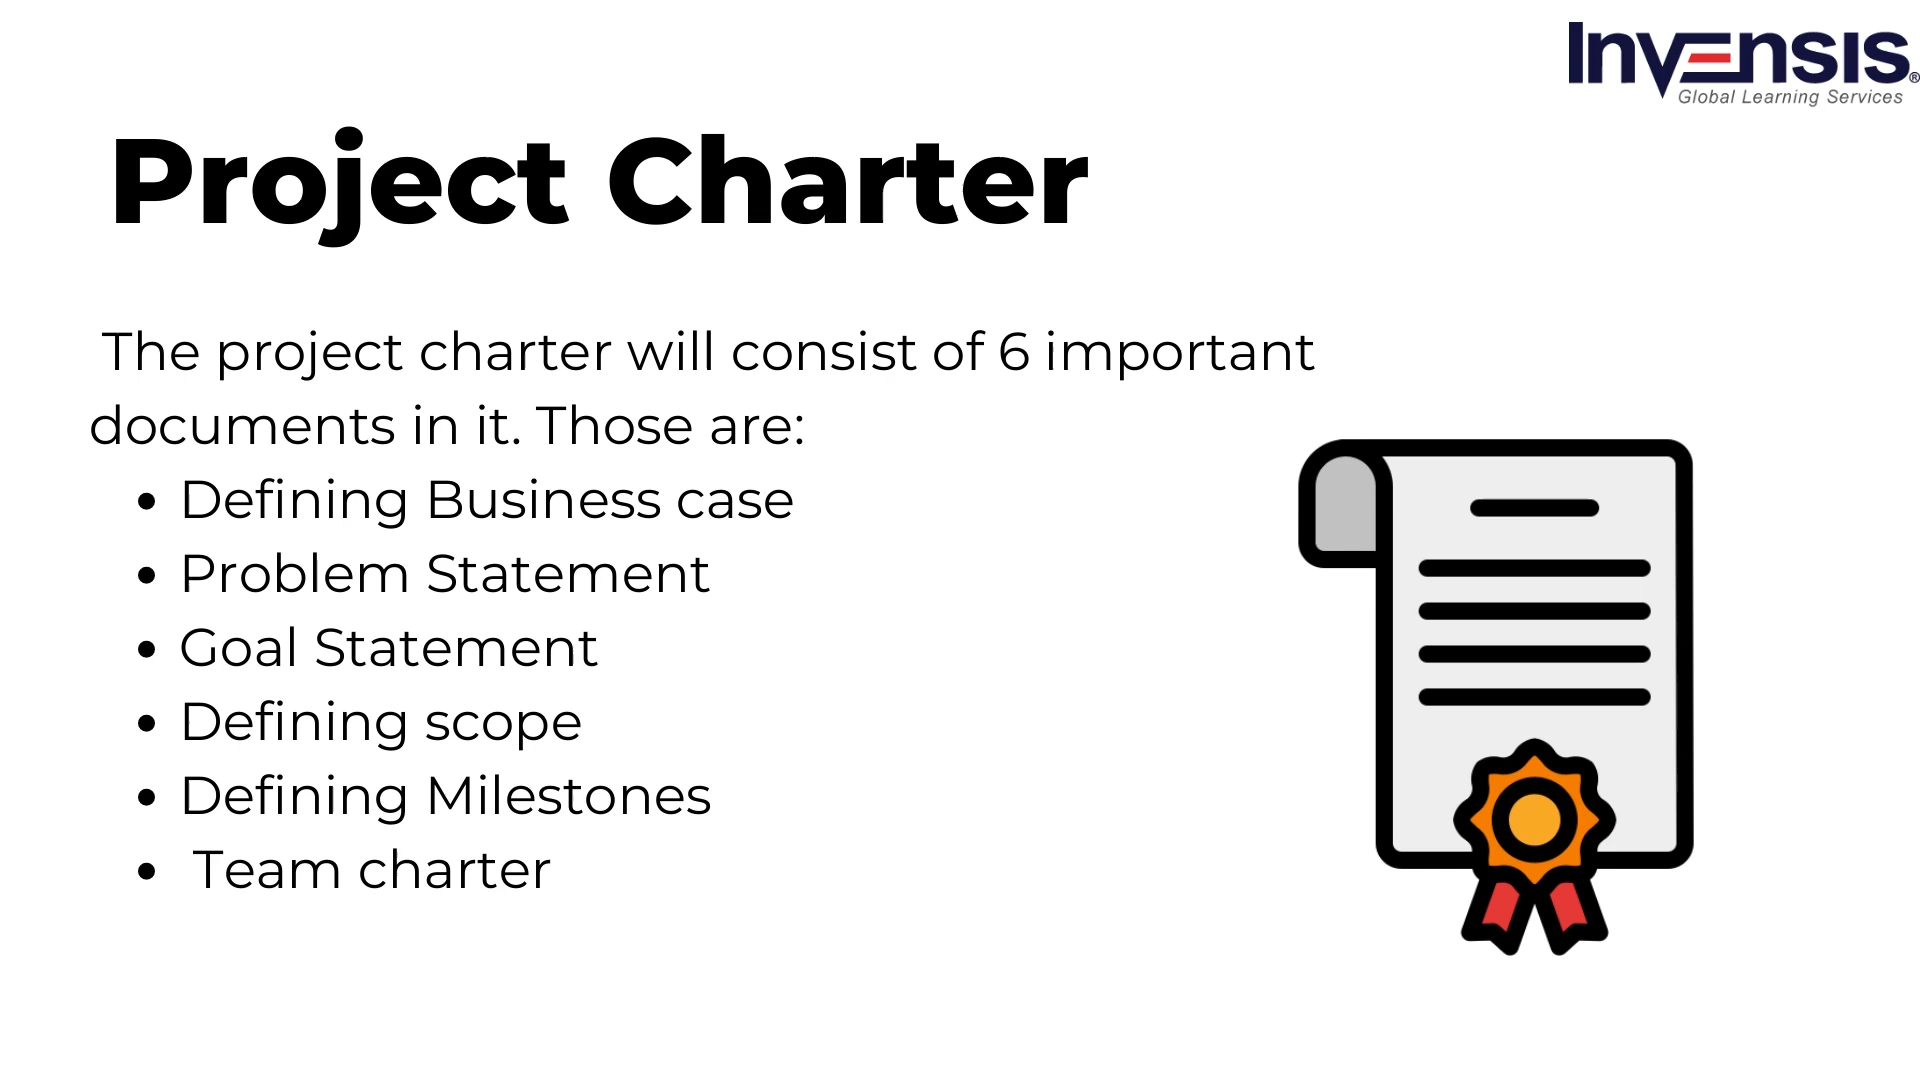 Invensis®
Global Learning Services
Project Charter
The project charter will consist of 6 important
documents in it. Those are:
• Defining Business case
• Problem Statement
• Goal Statement
• Defining scope
• Defining Milestones
• Team charter